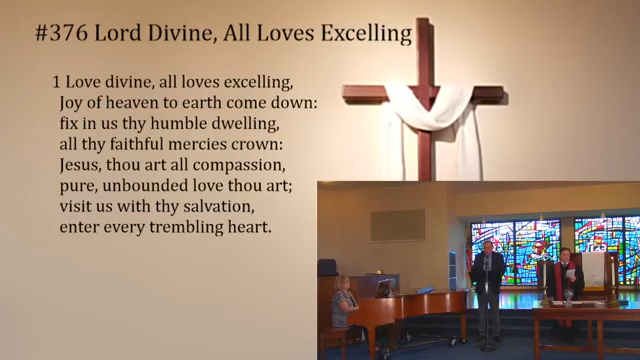 #376 Lord Divine, All Loves Excelling
1 Love divine, all loves excelling,
Joy of heaven to earth come down:
fix in us thy humble dwelling,
all thy faithful mercies crown:
Jesus, thou art all compassion,
pure, unbounded love thou art;
visit us with thy salvation,
enter every trembling heart.